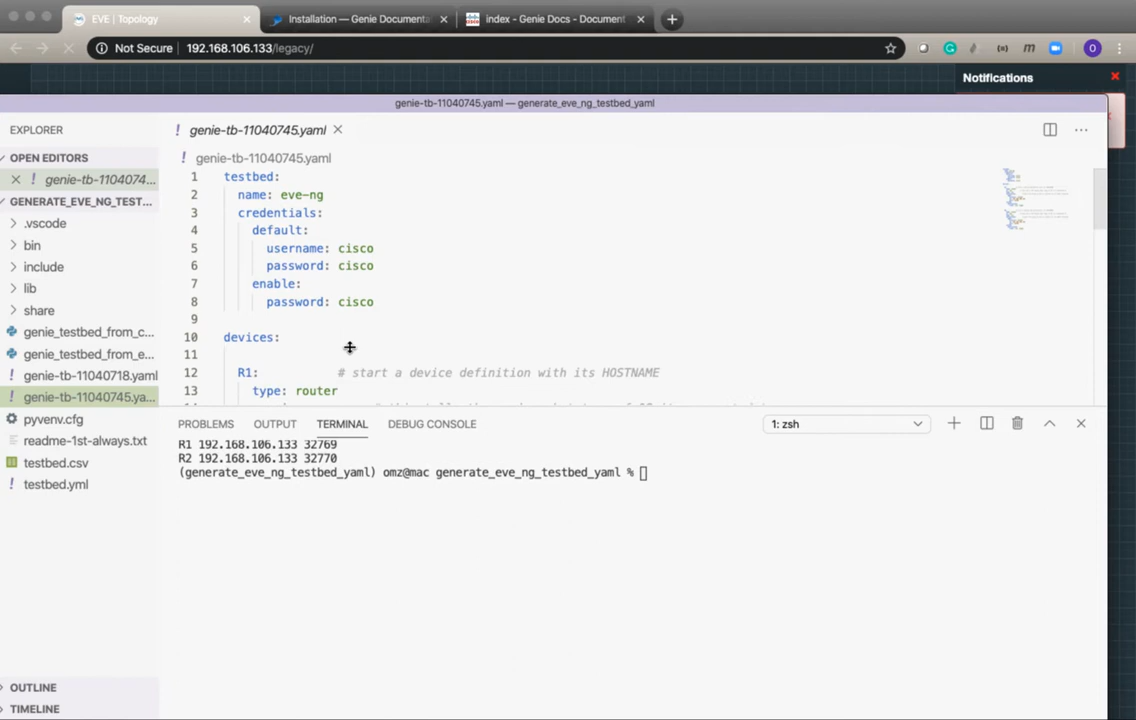 EVE | Topology
Installation — Genie Documenta
index - Genie Docs - Document
Not Secure
192.168.106.133/legacy/
Notifications
genie-tb-11040745.yaml — generate_eve_ng_testbed_yaml
EXPLORER
OPEN EDITORS
genie-tb-1104074...
GENERATE_EVE_NG_TEST...
.vscode
bin
include
lib
share
genie_testbed_from_c...
genie_testbed_from_e...
genie-tb-11040718.yaml
genie-tb-11040745.ya...
pyvenv.cfg
readme-1st-always.txt
testbed.csv
testbed.yml
OUTLINE
TIMELINE
genie-tb-11040745.yaml
genie-tb-11040745.yaml
1 testbed:
2 name: eve-ng
3 credentials:
4 default:
5 username: cisco
6 password: cisco
7 enable:
8 password: cisco
9
10 devices:
11
12 R1: # start a device definition with its HOSTNAME
13 type: router
PROBLEMS OUTPUT TERMINAL DEBUG CONSOLE
1: zsh
R1 192.168.106.133 32769
R2 192.168.106.133 32770
(generate_eve_ng_testbed_yaml) omz@mac generate_eve_ng_testbed_yaml %